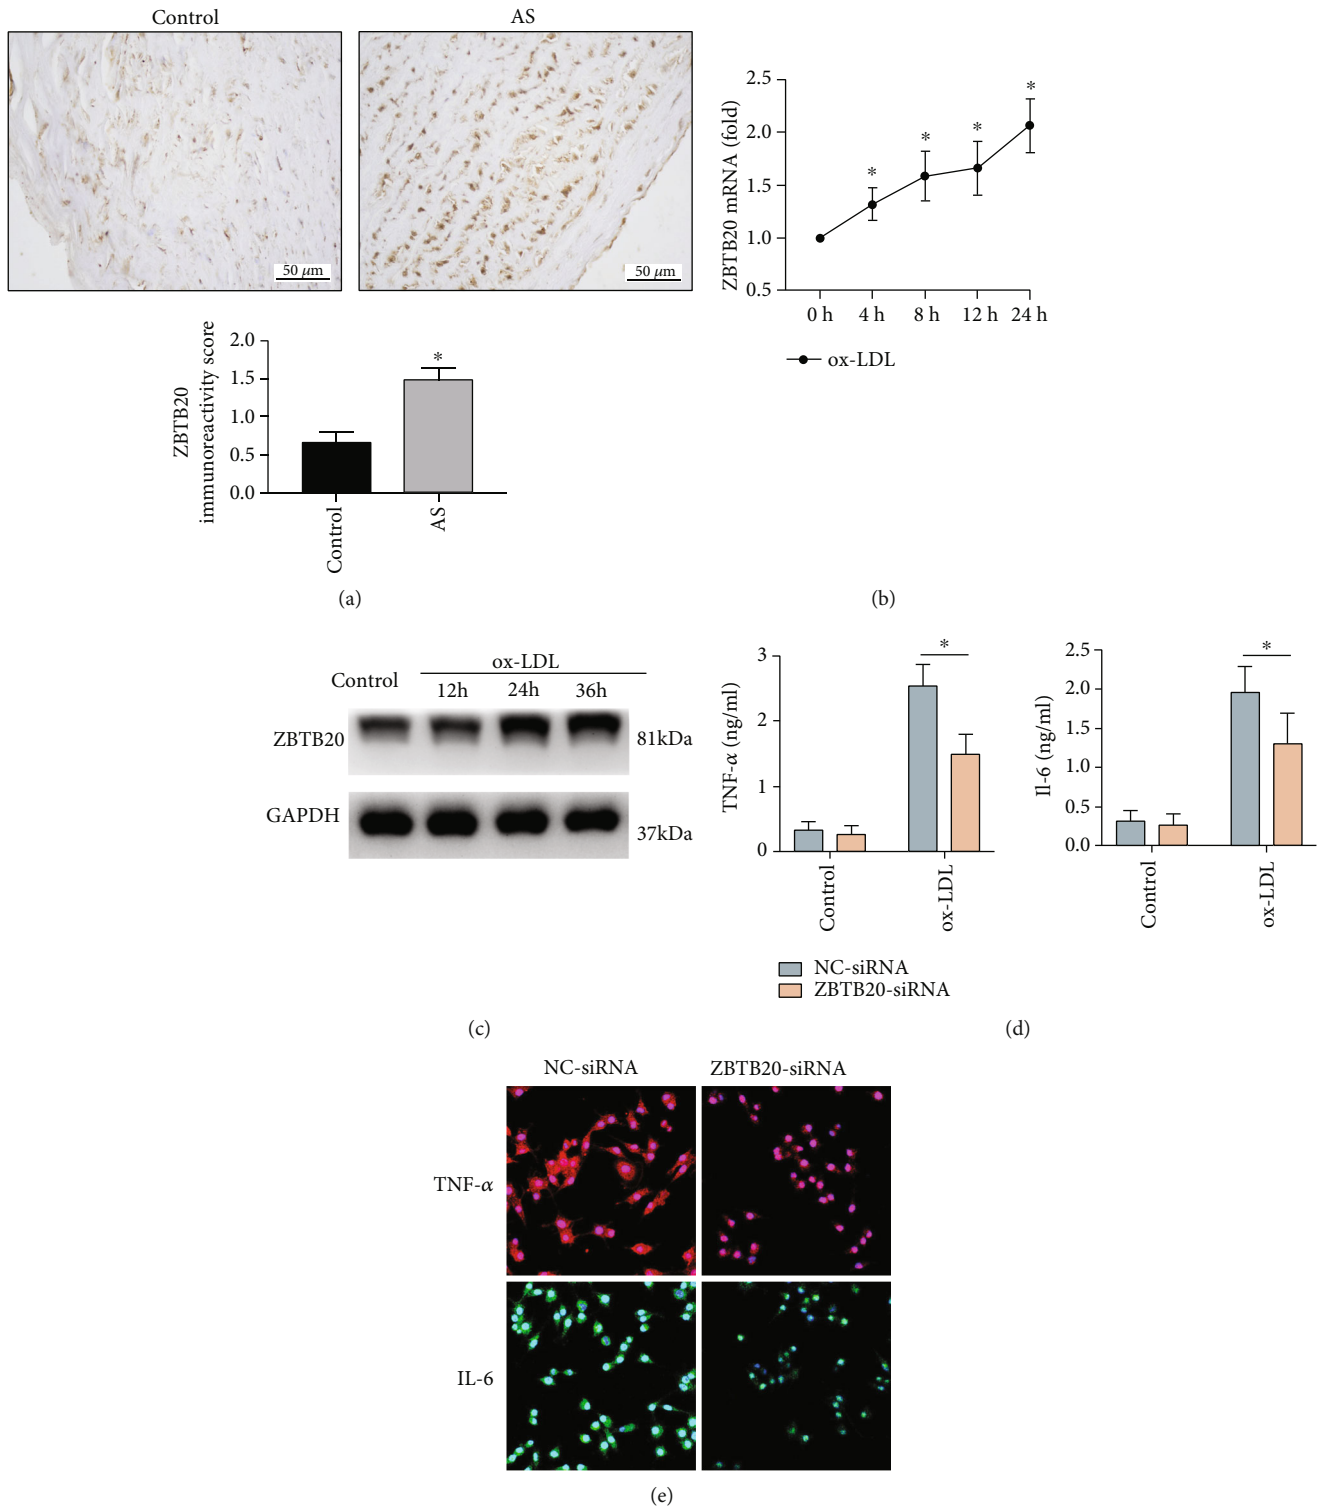 Control
AS
50 μm
50 μm
ZBTB20
immunoreactivity score
2.0
1.5
1.0
0.5
0.0
*
Control
AS
(a)
ZBTB20 mRNA (fold)
2.5
2.0
1.5
1.0
0.5
*
*
*
*
0 h 4 h 8 h 12 h 24 h
ox-LDL
(b)
ox-LDL
Control
12h 24h 36h
ZBTB20
81kDa
GAPDH
37kDa
(c)
TNF-α (ng/ml)
3
2
1
0
*
Control
ox-LDL
Il-6 (ng/ml)
2.5
2.0
1.5
1.0
0.5
0.0
*
Control
ox-LDL
NC-siRNA
ZBTB20-siRNA
(d)
NC-siRNA ZBTB20-siRNA
TNF-α
IL-6
(e)